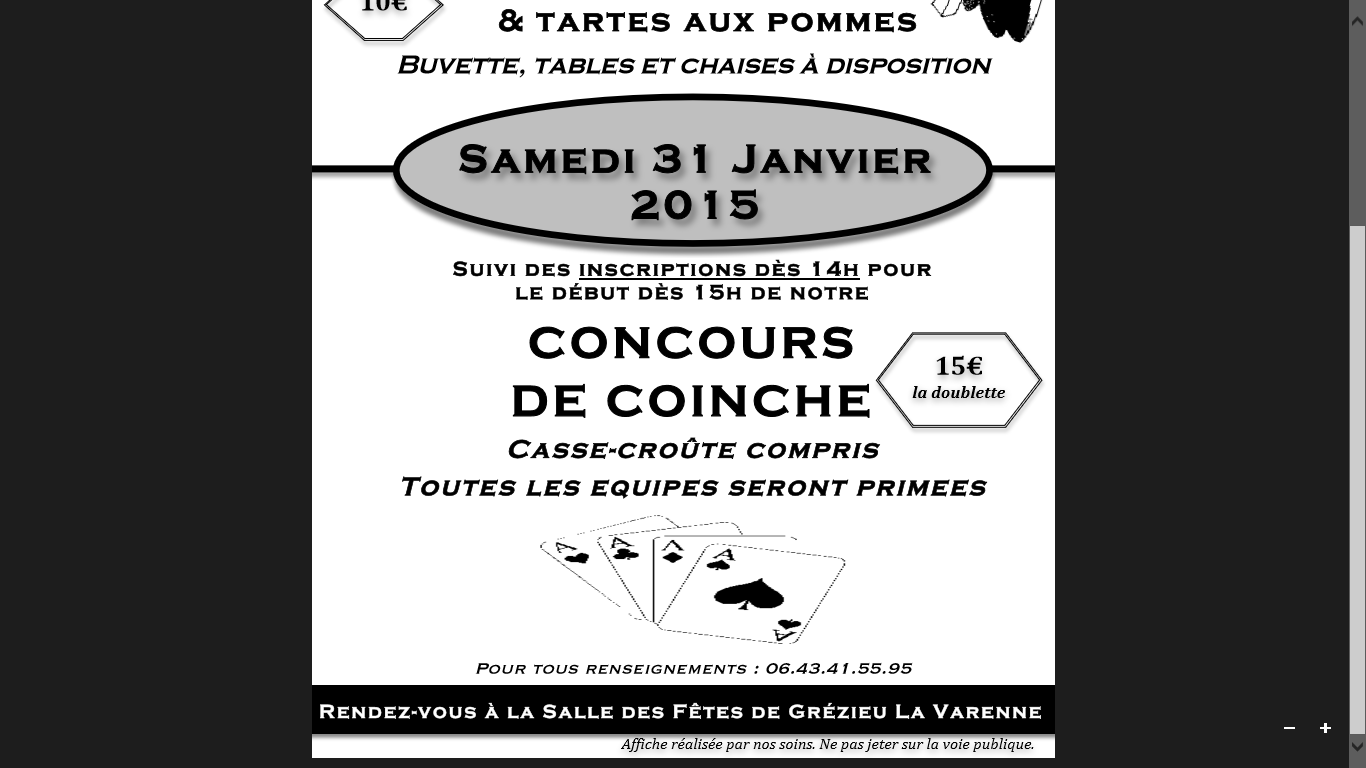 10€
& TARTES AUX POMMES
BUVETTE, TABLES ET CHAISES À DISPOSITION
SAMEDI 31 JANVIER
2015
SUIVI DES INSCRIPTIONS DÈS 14H POUR
LE DÉBUT DÈS 15H DE NOTRE
CONCOURS
DE COINCHE
15€
la doublette
CASSE-CROÛTE COMPRIS
TOUTES LES EQUIPES SERONT PRIMEES
A A A A
A
POUR TOUS RENSEIGNEMENTS : 06.43.41.55.95
RENDEZ-VOUS À LA SALLE DES FÊTES DE GRÉZIEU LA VARENNE
Affiche réalisée par nos soins. Ne pas jeter sur la voie publique.